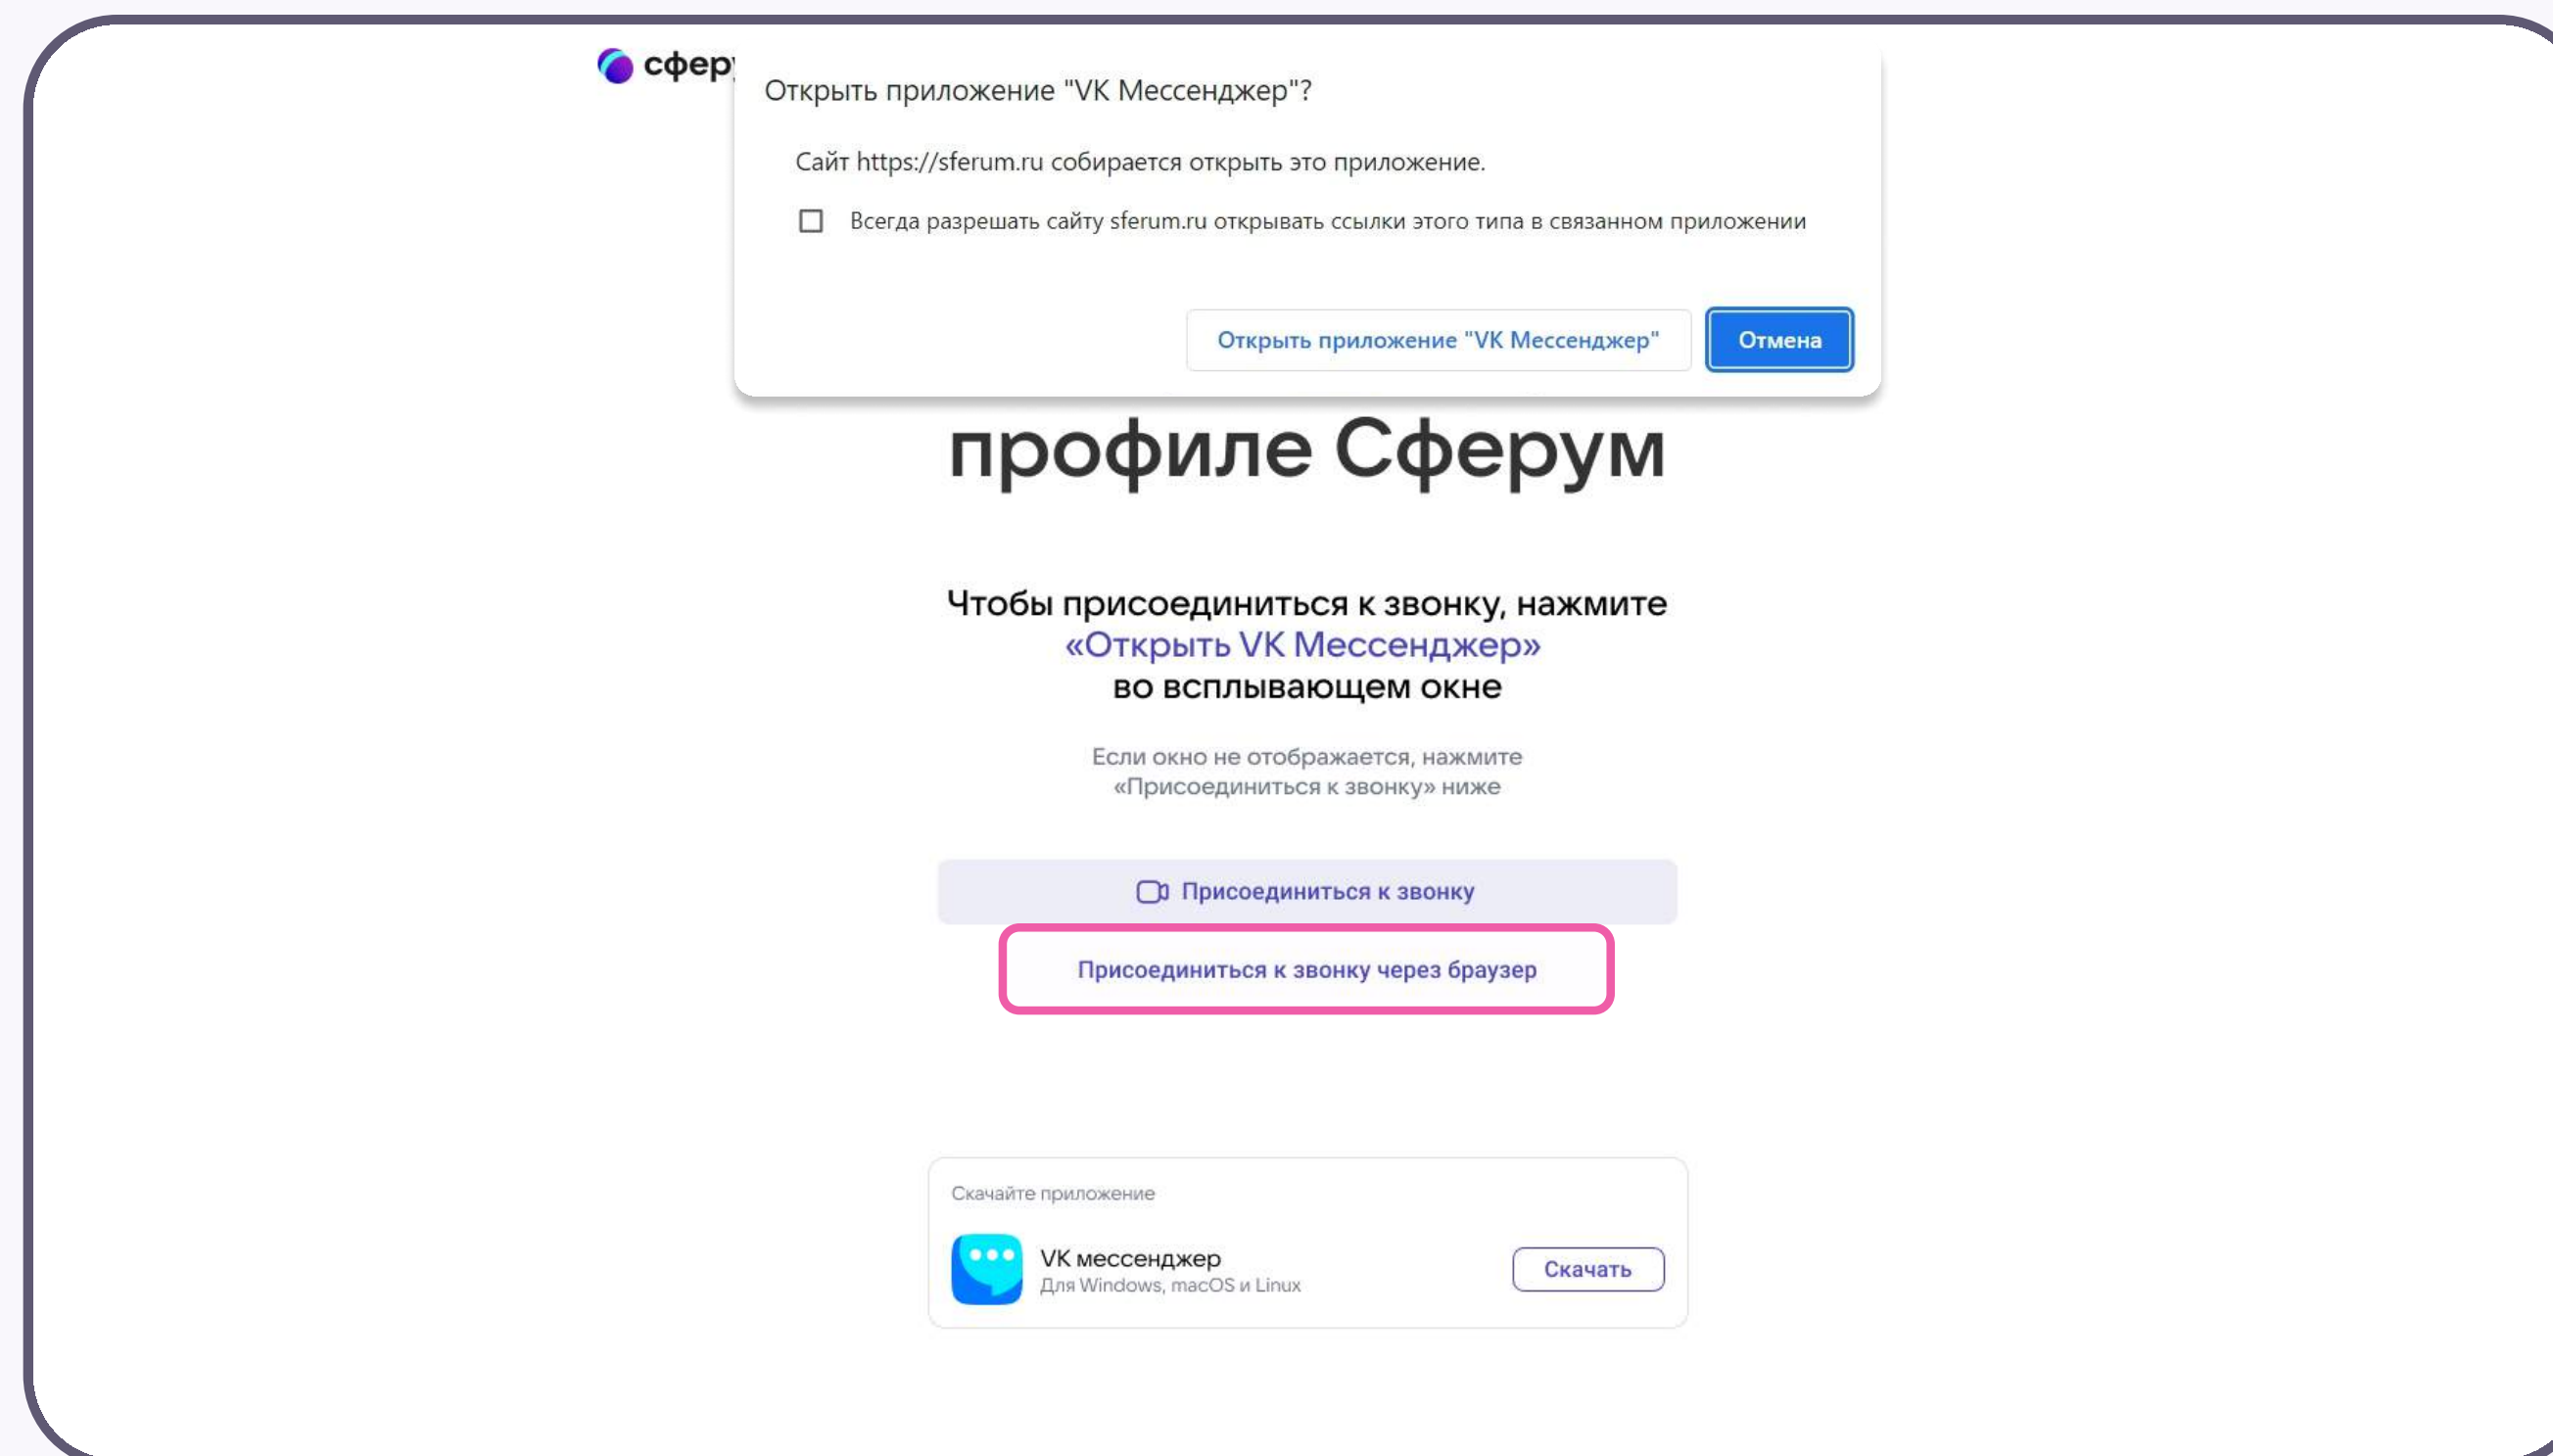 сфер
Открыть приложение "VK Мессенджер"?
Сайт https://sferum.ru собирается открыть это приложение.
Всегда разрешать сайту sferum.ru открывать ссылки этого типа в связанном приложении
Открыть приложение "VK Мессенджер"
Отмена
профиле Сферум
Чтобы присоединиться к звонку, нажмите
«Открыть VK Мессенджер»
во всплывающем окне
Если окно не отображается, нажмите
«Присоединиться к звонку» ниже
Присоединиться к звонку
Присоединиться к звонку через браузер
Скачайте приложение
VK мессенджер
Для Windows, macOS и Linux
Скачать